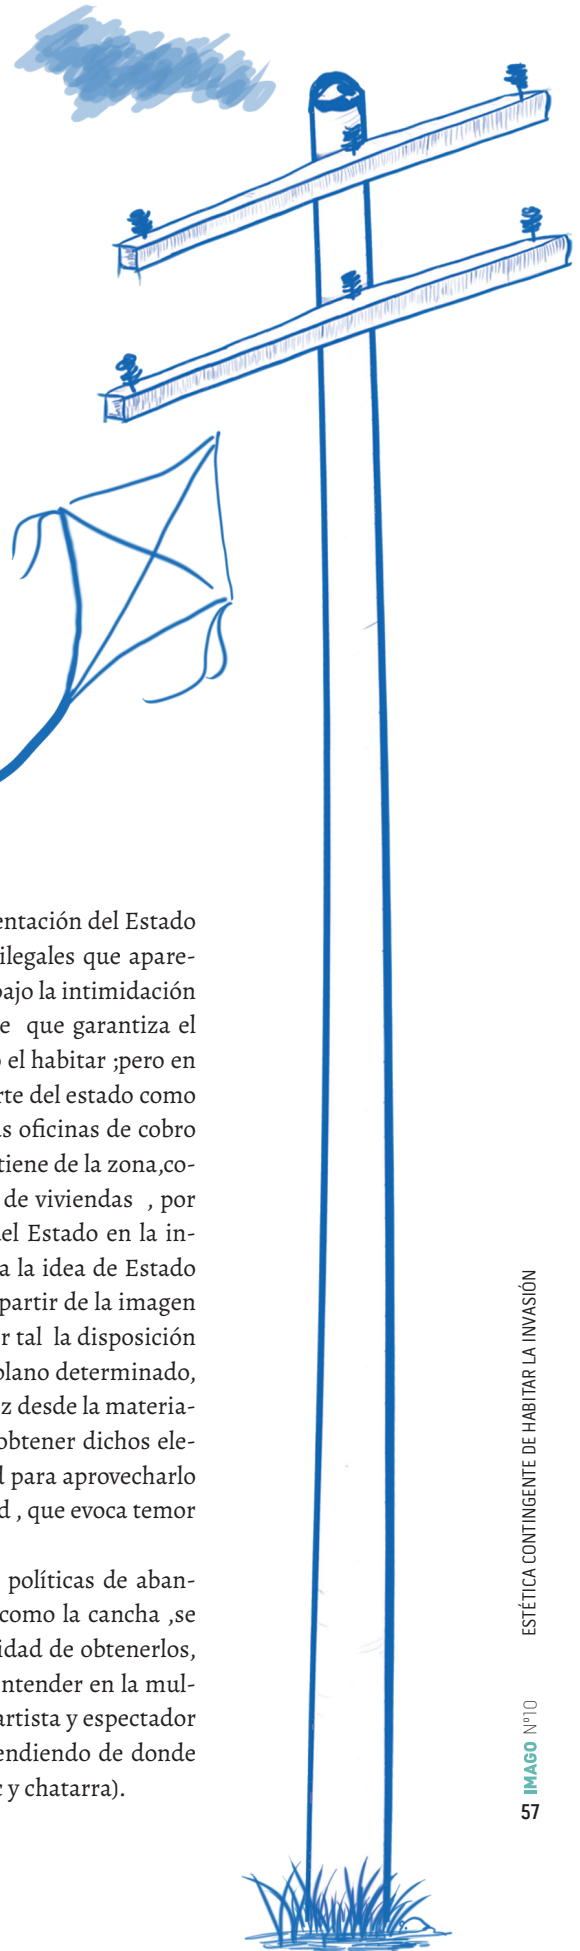 entación del Estado
ilegales que apare-
bajo la intimidación
e que garantiza el
o el habitar ;pero en
rte del estado como
as oficinas de cobro
tiene de la zona,co-
de viviendas , por
del Estado en la in-
a la idea de Estado
partir de la imagen
r tal la disposición
plano determinado,
z desde la materia-
obtener dichos ele-
d para aprovecharlo
d , que evoca temor
políticas de aban-
como la cancha ,se
idad de obtenerlos,
ntender en la mul-
artista y espectador
endiendo de donde
c y chatarra).
ESTÉTICA CONTINGENTE DE HABITAR LA INVASIÓN
IMAGO Nº10
57